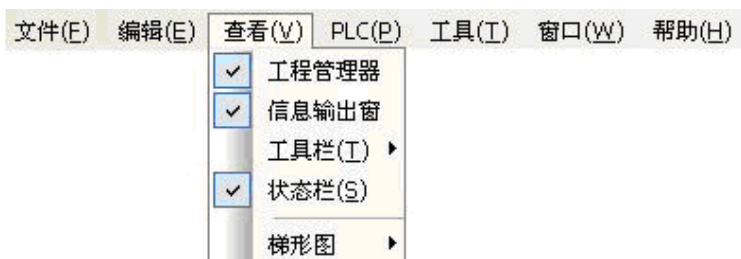 文件(F) 编辑(E) 查看(V) PLC(P) 工具(T) 窗口(W) 帮助(H)
工程管理器
信息输出窗
工具栏(T)
状态栏(S)
梯形图